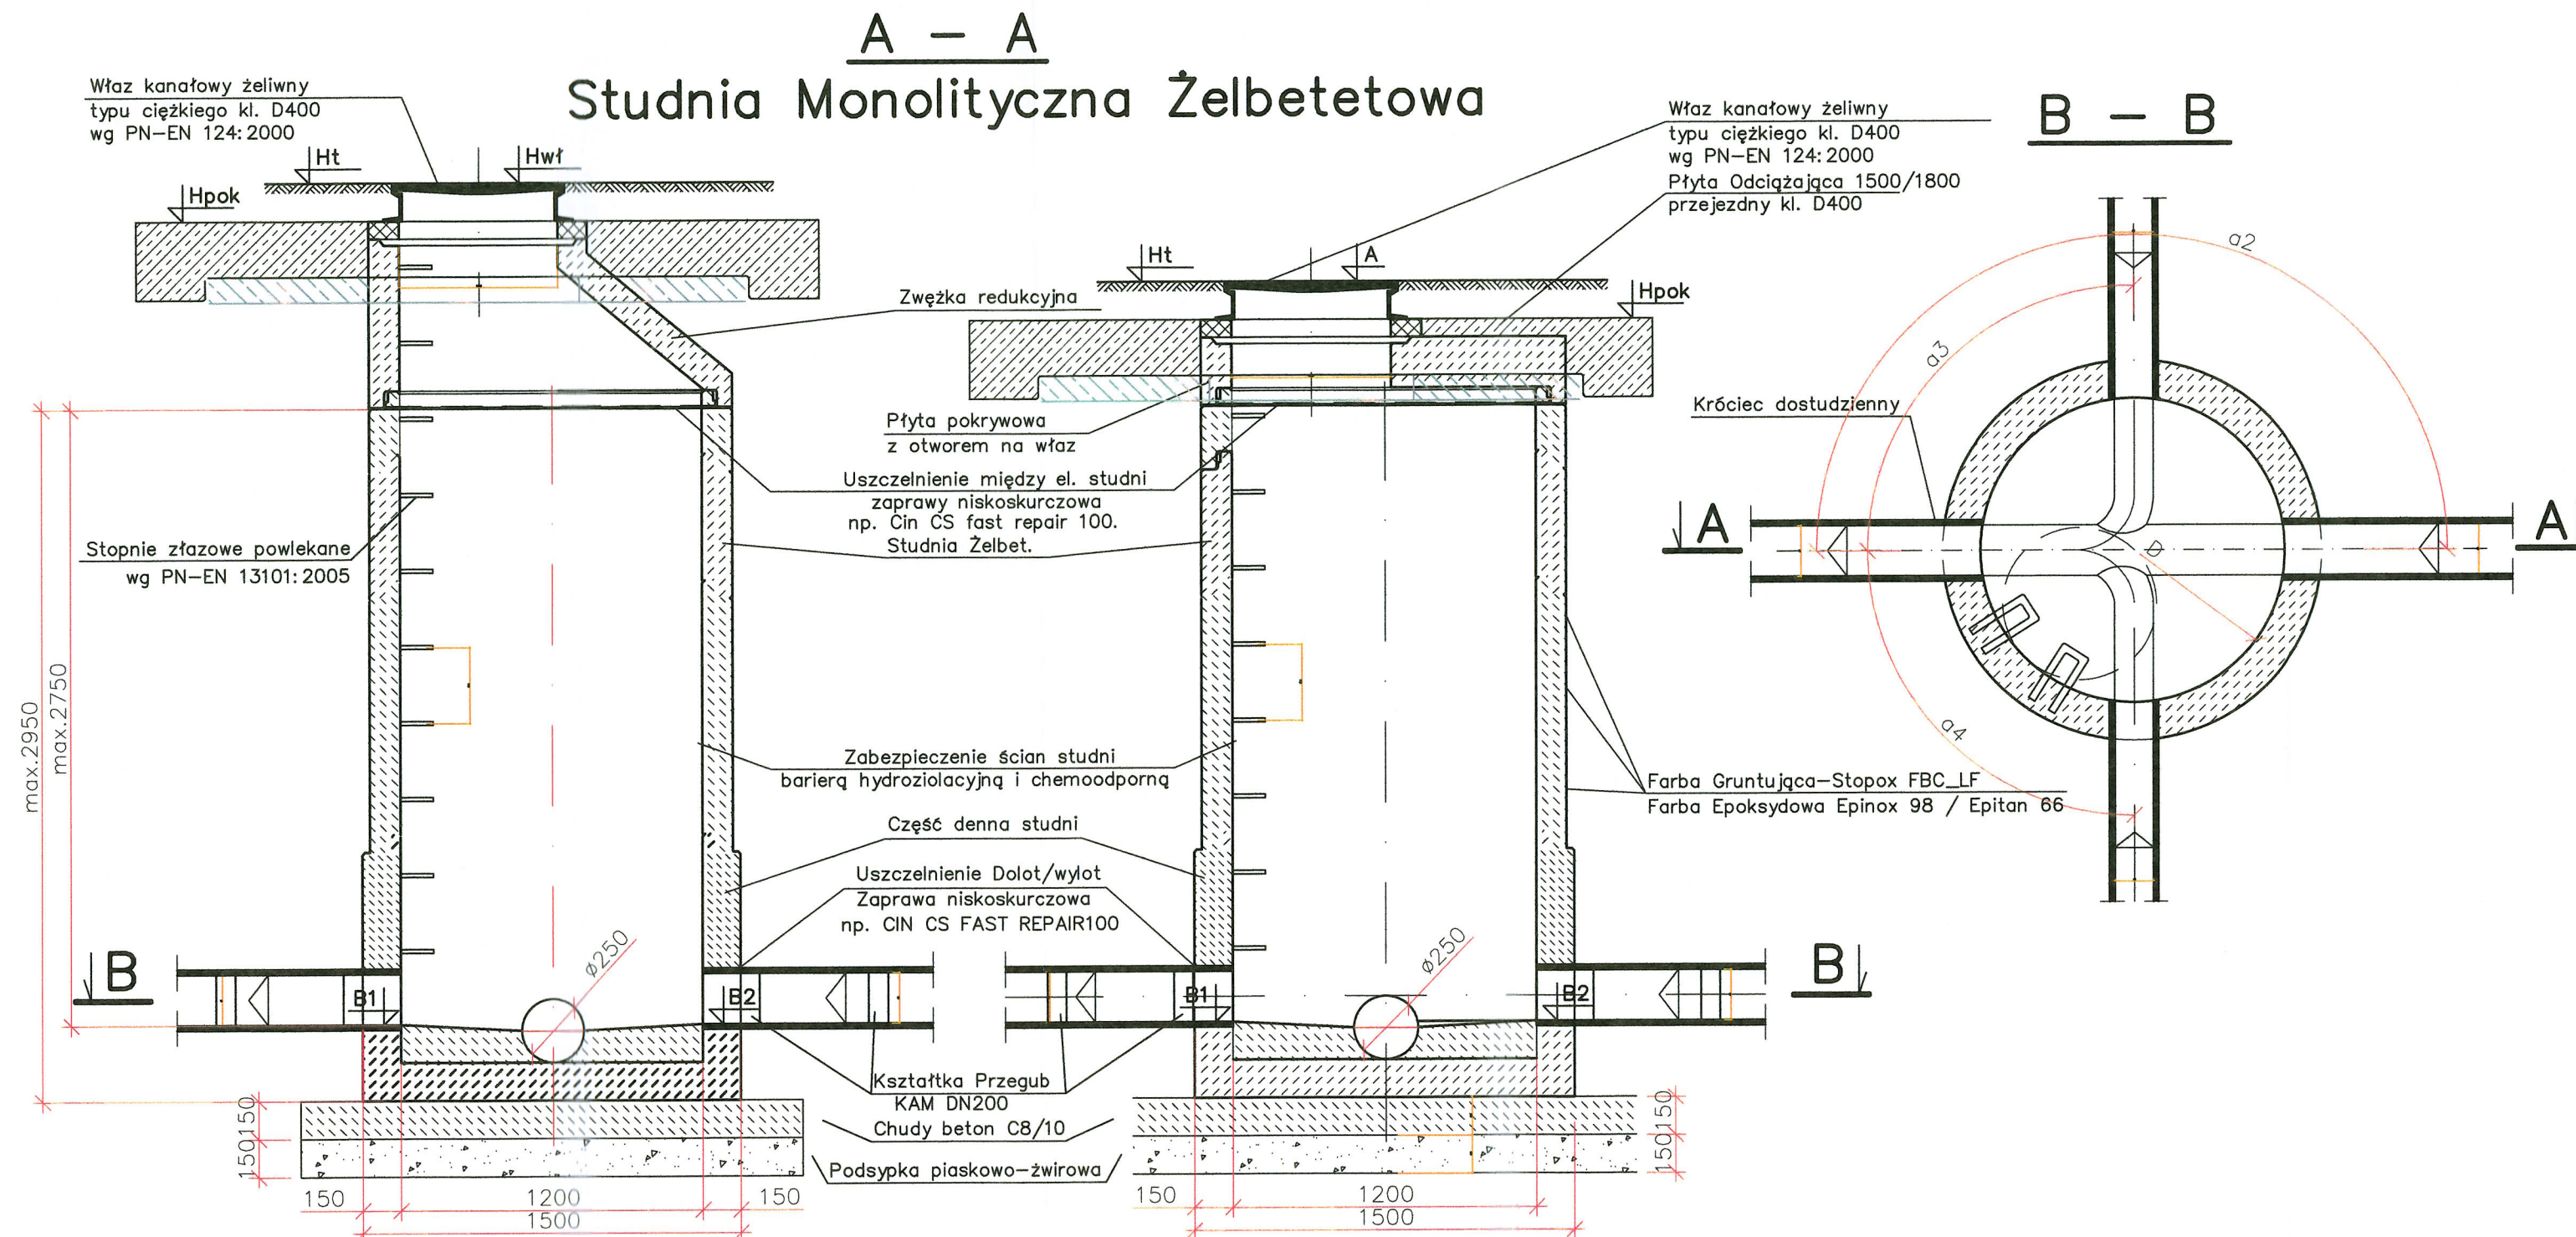 A – A
Studnia Monolityczna Żelbetetowa
B – B
Właz kanałowy żeliwny
typu ciężkiego kl. D400
wg PN–EN 124:2000
Ht
Hwł
Hpok
Właz kanałowy żeliwny
typu ciężkiego kl. D400
wg PN–EN 124:2000
Płyta Odciążająca 1500/1800
przejezdny kl. D400
Ht
A
Hpok
Zwężka redukcyjna
Płyta pokrywowa
z otworem na właz
Uszczelnienie między el. studni
zaprawy niskoskurczowa
np. Cin CS fast repair 100.
Studnia Żelbet.
Stopnie złazowe powlekane
wg PN–EN 13101:2005
max.2950
max.2750
Zabezpieczenie ścian studni
barierą hydroziolacyjną i chemoodporną
Część denna studni
Uszczelnienie Dolot/wylot
Zaprawa niskoskurczowa
np. CIN CS FAST REPAIR100
Farba Gruntująca–Stopox FBC_LF
Farba Epoksydowa Epinox 98 / Epitan 66
Króciec dostudzienny
a2
a3
a4
D
A
A
B
B1
ø250
B2
B1
ø250
B2
B
Kształtka Przegub
KAM DN200
Chudy beton C8/10
Podsypka piaskowo–żwirowa
150
150
150
1200
150
1500
150
1200
1500
150
150